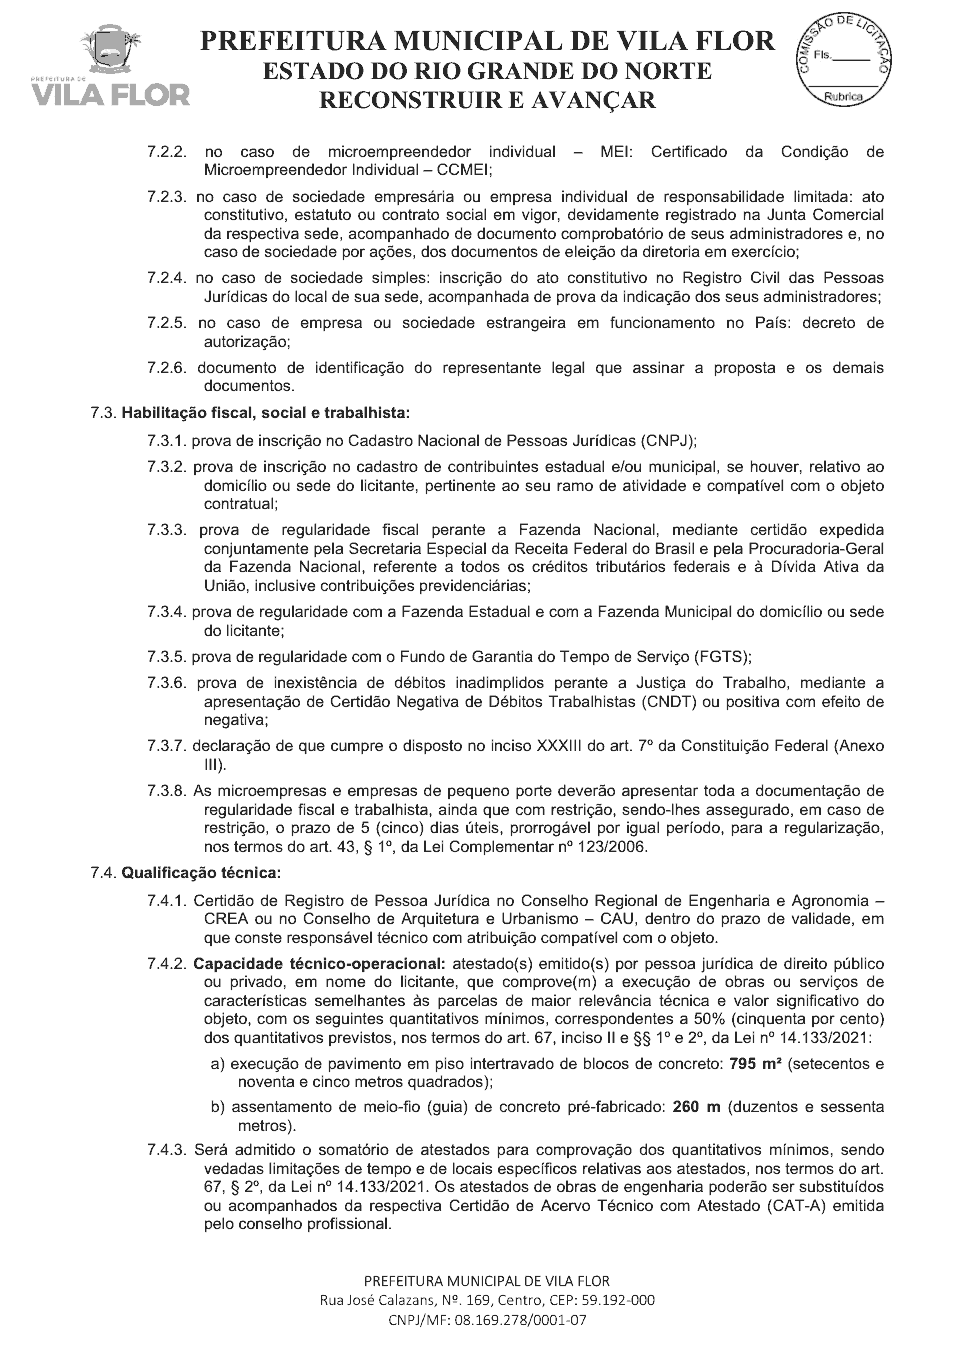 PREFEITURA DE
VILA FLOR
PREFEITURA MUNICIPAL DE VILA FLOR
ESTADO DO RIO GRANDE DO NORTE
RECONSTRUIR E AVANÇAR
COMISSÃO DE LICITAÇÃO
Fls.
Rubrica
7.2.2. no caso de microempreendedor individual – MEI: Certificado da Condição de
Microempreendedor Individual – CCMEI;
7.2.3. no caso de sociedade empresária ou empresa individual de responsabilidade limitada: ato
constitutivo, estatuto ou contrato social em vigor, devidamente registrado na Junta Comercial
da respectiva sede, acompanhado de documento comprobatório de seus administradores e, no
caso de sociedade por ações, dos documentos de eleição da diretoria em exercício;
7.2.4. no caso de sociedade simples: inscrição do ato constitutivo no Registro Civil das Pessoas
Jurídicas do local de sua sede, acompanhada de prova da indicação dos seus administradores;
7.2.5. no caso de empresa ou sociedade estrangeira em funcionamento no País: decreto de
autorização;
7.2.6. documento de identificação do representante legal que assinar a proposta e os demais
documentos.
7.3. Habilitação fiscal, social e trabalhista:
7.3.1. prova de inscrição no Cadastro Nacional de Pessoas Jurídicas (CNPJ);
7.3.2. prova de inscrição no cadastro de contribuintes estadual e/ou municipal, se houver, relativo ao
domicílio ou sede do licitante, pertinente ao seu ramo de atividade e compatível com o objeto
contratual;
7.3.3. prova de regularidade fiscal perante a Fazenda Nacional, mediante certidão expedida
conjuntamente pela Secretaria Especial da Receita Federal do Brasil e pela Procuradoria-Geral
da Fazenda Nacional, referente a todos os créditos tributários federais e à Dívida Ativa da
União, inclusive contribuições previdenciárias;
7.3.4. prova de regularidade com a Fazenda Estadual e com a Fazenda Municipal do domicílio ou sede
do licitante;
7.3.5. prova de regularidade com o Fundo de Garantia do Tempo de Serviço (FGTS);
7.3.6. prova de inexistência de débitos inadimplidos perante a Justiça do Trabalho, mediante a
apresentação de Certidão Negativa de Débitos Trabalhistas (CNDT) ou positiva com efeito de
negativa;
7.3.7. declaração de que cumpre o disposto no inciso XXXIII do art. 7º da Constituição Federal (Anexo
III).
7.3.8. As microempresas e empresas de pequeno porte deverão apresentar toda a documentação de
regularidade fiscal e trabalhista, ainda que com restrição, sendo-lhes assegurado, em caso de
restrição, o prazo de 5 (cinco) dias úteis, prorrogável por igual período, para a regularização,
nos termos do art. 43, § 1º, da Lei Complementar nº 123/2006.
7.4. Qualificação técnica:
7.4.1. Certidão de Registro de Pessoa Jurídica no Conselho Regional de Engenharia e Agronomia –
CREA ou no Conselho de Arquitetura e Urbanismo – CAU, dentro do prazo de validade, em
que conste responsável técnico com atribuição compatível com o objeto.
7.4.2. Capacidade técnico-operacional: atestado(s) emitido(s) por pessoa jurídica de direito público
ou privado, em nome do licitante, que comprove(m) a execução de obras ou serviços de
características semelhantes às parcelas de maior relevância técnica e valor significativo do
objeto, com os seguintes quantitativos mínimos, correspondentes a 50% (cinquenta por cento)
dos quantitativos previstos, nos termos do art. 67, inciso II e §§ 1º e 2º, da Lei nº 14.133/2021:
a) execução de pavimento em piso intertravado de blocos de concreto: 795 m² (setecentos e
noventa e cinco metros quadrados);
b) assentamento de meio-fio (guia) de concreto pré-fabricado: 260 m (duzentos e sessenta
metros).
7.4.3. Será admitido o somatório de atestados para comprovação dos quantitativos mínimos, sendo
vedadas limitações de tempo e de locais específicos relativas aos atestados, nos termos do art.
67, § 2º, da Lei nº 14.133/2021. Os atestados de obras de engenharia poderão ser substituídos
ou acompanhados da respectiva Certidão de Acervo Técnico com Atestado (CAT-A) emitida
pelo conselho profissional.
PREFEITURA MUNICIPAL DE VILA FLOR
Rua José Calazans, Nº. 169, Centro, CEP: 59.192-000
CNPJ/MF: 08.169.278/0001-07